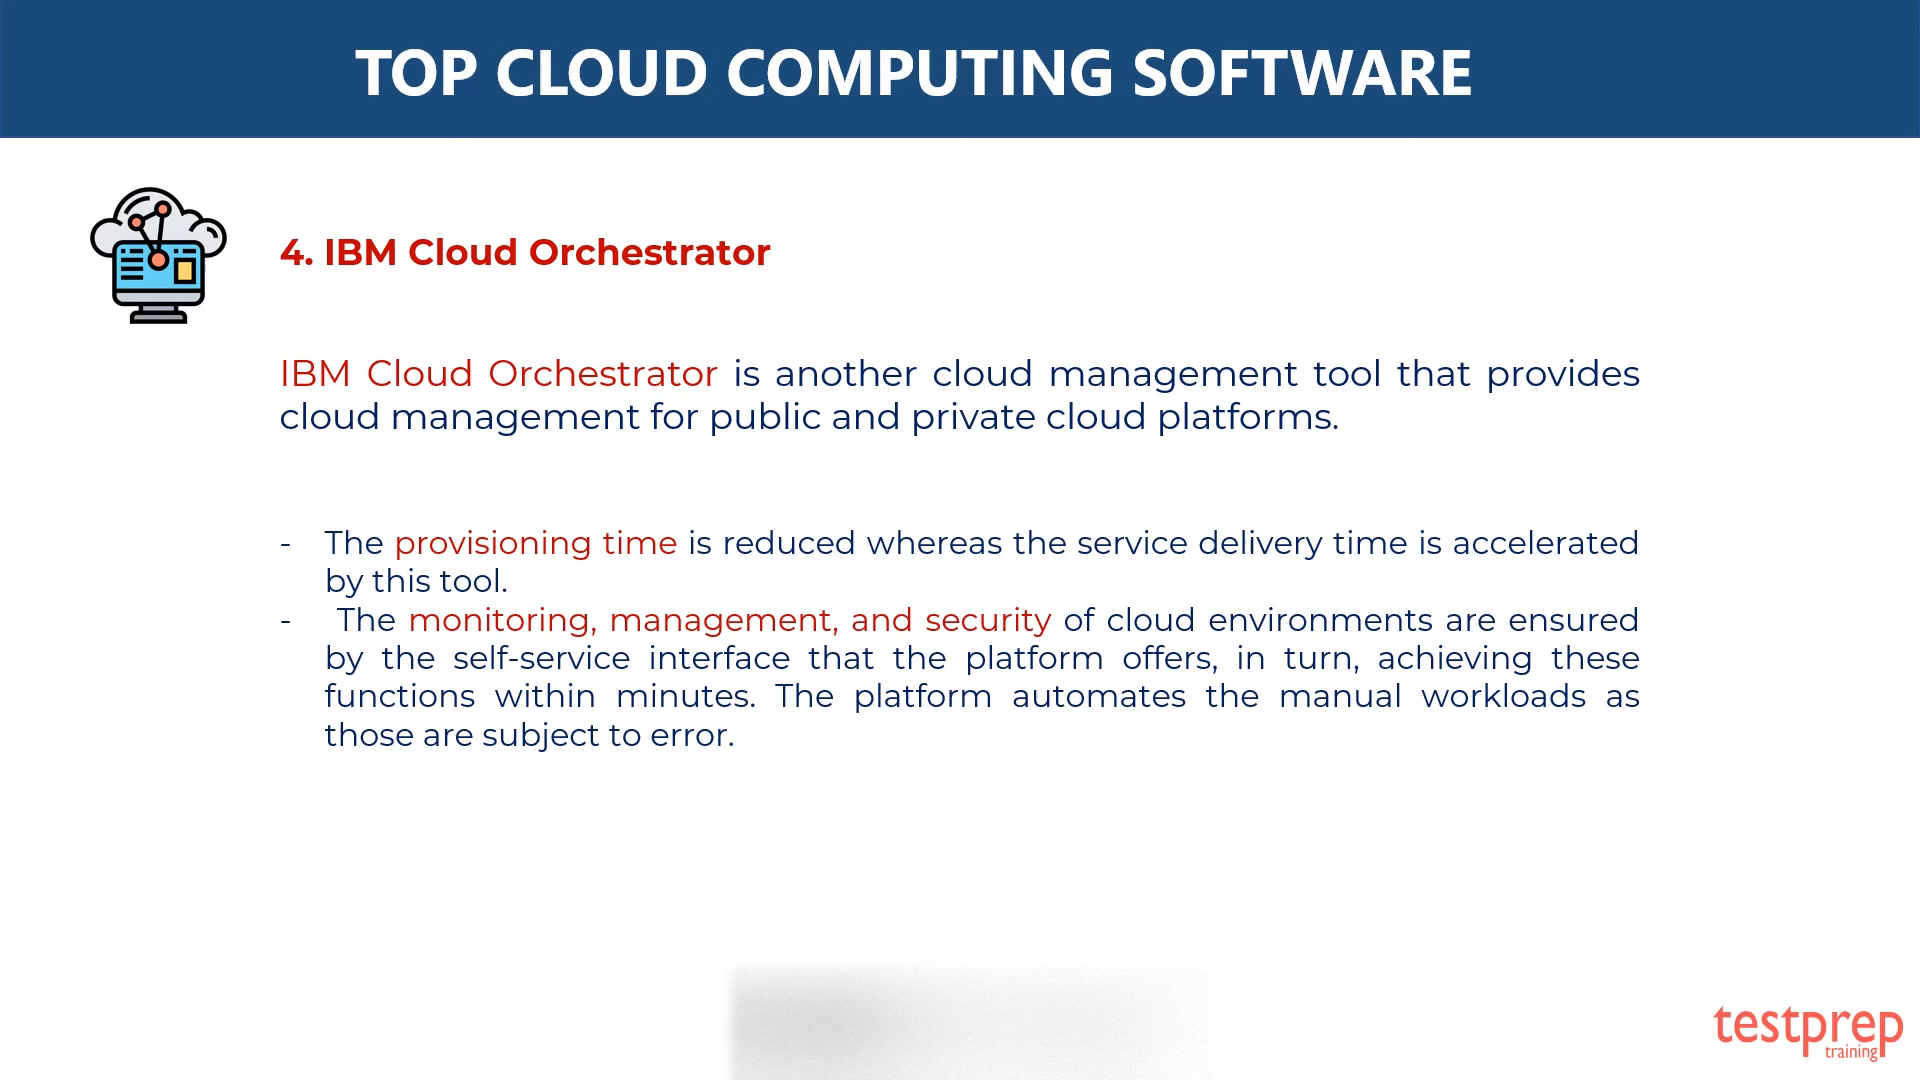 TOP CLOUD COMPUTING SOFTWARE
4. IBM Cloud Orchestrator
IBM Cloud Orchestrator is another cloud management tool that provides
cloud management for public and private cloud platforms.
- The provisioning time is reduced whereas the service delivery time is accelerated
by this tool.
- The monitoring, management, and security of cloud environments are ensured
by the self-service interface that the platform offers, in turn, achieving these
functions within minutes. The platform automates the manual workloads as
those are subject to error.
testprep
training